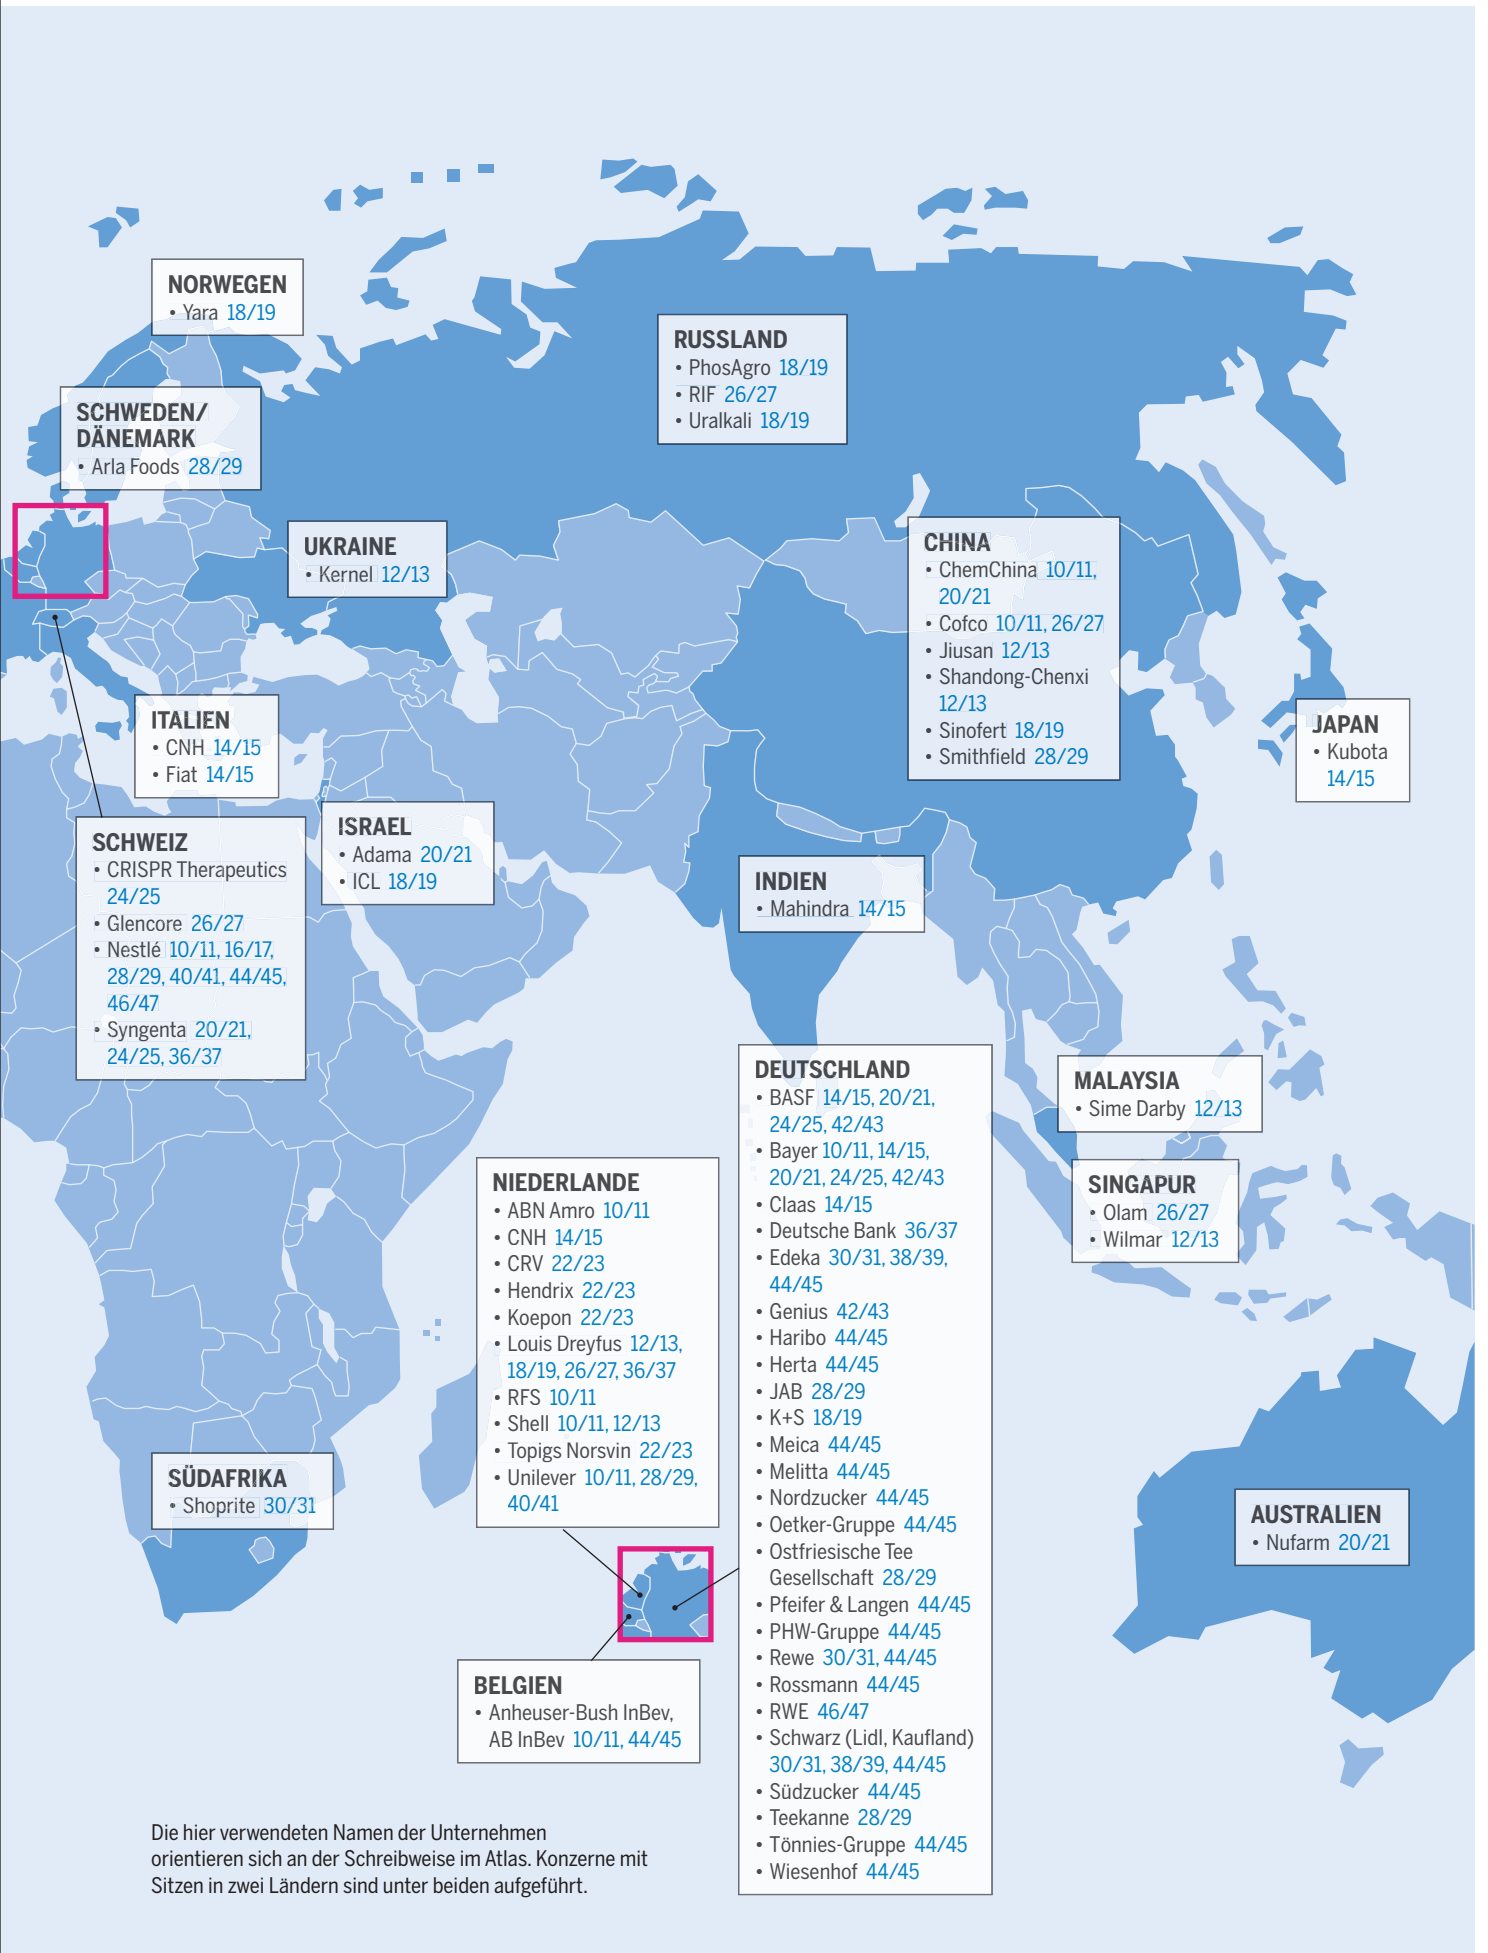 NORWEGEN
• Yara 18/19
SCHWEDEN/
DÄNEMARK
• Arla Foods 28/29
RUSSLAND
• PhosAgro 18/19
• RIF 26/27
• Uralkali 18/19
UKRAINE
• Kernel 12/13
CHINA
• ChemChina 10/11,
20/21
• Cofco 10/11, 26/27
• Jiusan 12/13
• Shandong-Chenxi
12/13
• Sinofert 18/19
• Smithfield 28/29
ITALIEN
• CNH 14/15
• Fiat 14/15
JAPAN
• Kubota
14/15
SCHWEIZ
• CRISPR Therapeutics
24/25
• Glencore 26/27
• Nestlé 10/11, 16/17,
28/29, 40/41, 44/45,
46/47
• Syngenta 20/21,
24/25, 36/37
ISRAEL
• Adama 20/21
• ICL 18/19
INDIEN
• Mahindra 14/15
DEUTSCHLAND
• BASF 14/15, 20/21,
24/25, 42/43
• Bayer 10/11, 14/15,
20/21, 24/25, 42/43
• Claas 14/15
• Deutsche Bank 36/37
• Edeka 30/31, 38/39,
44/45
• Genius 42/43
• Haribo 44/45
• Herta 44/45
• JAB 28/29
• K+S 18/19
• Meica 44/45
• Melitta 44/45
• Nordzucker 44/45
• Oetker-Gruppe 44/45
• Ostfriesische Tee
Gesellschaft 28/29
• Pfeifer & Langen 44/45
• PHW-Gruppe 44/45
• Rewe 30/31, 44/45
• Rossmann 44/45
• RWE 46/47
• Schwarz (Lidl, Kaufland)
30/31, 38/39, 44/45
• Südzucker 44/45
• Teekanne 28/29
• Tönnies-Gruppe 44/45
• Wiesenhof 44/45
MALAYSIA
• Sime Darby 12/13
SINGAPUR
• Olam 26/27
• Wilmar 12/13
NIEDERLANDE
• ABN Amro 10/11
• CNH 14/15
• CRV 22/23
• Hendrix 22/23
• Koepon 22/23
• Louis Dreyfus 12/13,
18/19, 26/27, 36/37
• RFS 10/11
• Shell 10/11, 12/13
• Topigs Norsvin 22/23
• Unilever 10/11, 28/29,
40/41
SÜDAFRIKA
• Shoprite 30/31
AUSTRALIEN
• Nufarm 20/21
BELGIEN
• Anheuser-Bush InBev,
AB InBev 10/11, 44/45
Die hier verwendeten Namen der Unternehmen
orientieren sich an der Schreibweise im Atlas. Konzerne mit
Sitzen in zwei Ländern sind unter beiden aufgeführt.